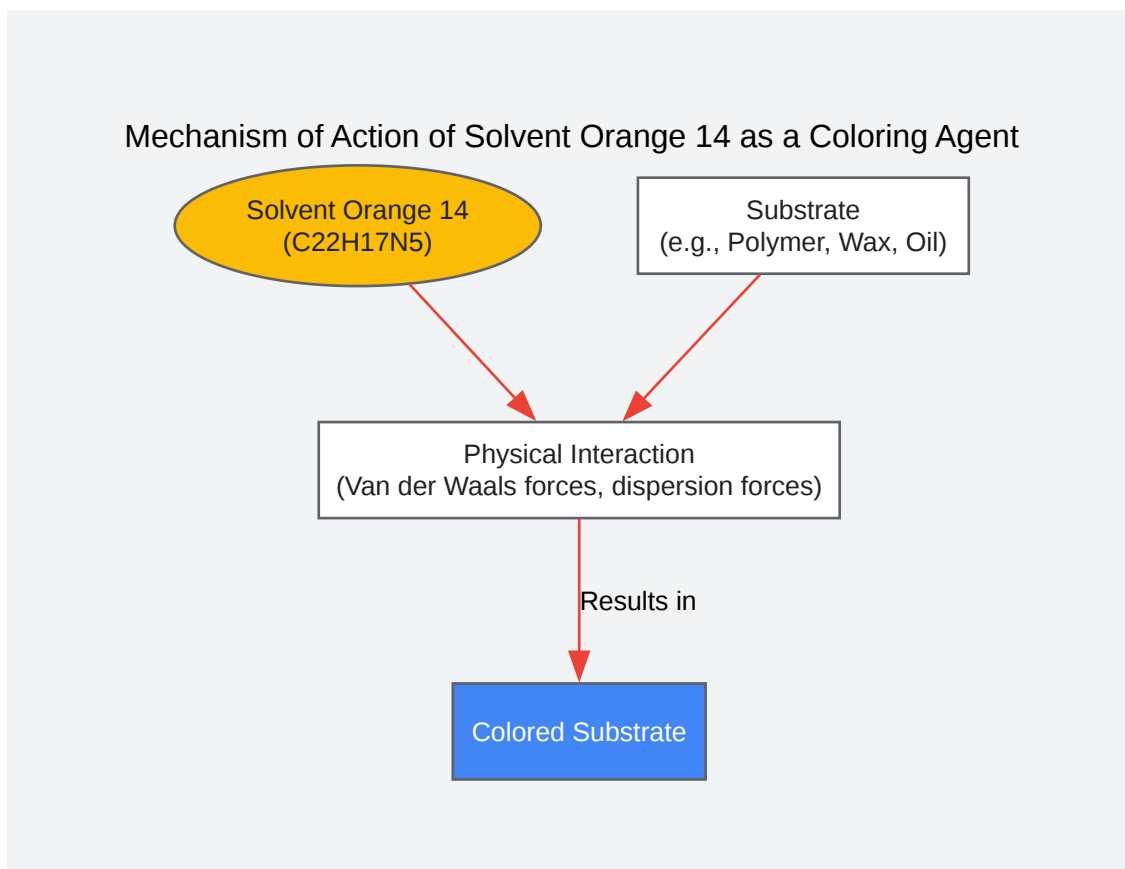 Mechanism of Action of Solvent Orange 14 as a Coloring Agent
Solvent Orange 14
(C22H17N5)
Substrate
(e.g., Polymer, Wax, Oil)
Physical Interaction
(Van der Waals forces, dispersion forces)
Results in
Colored Substrate